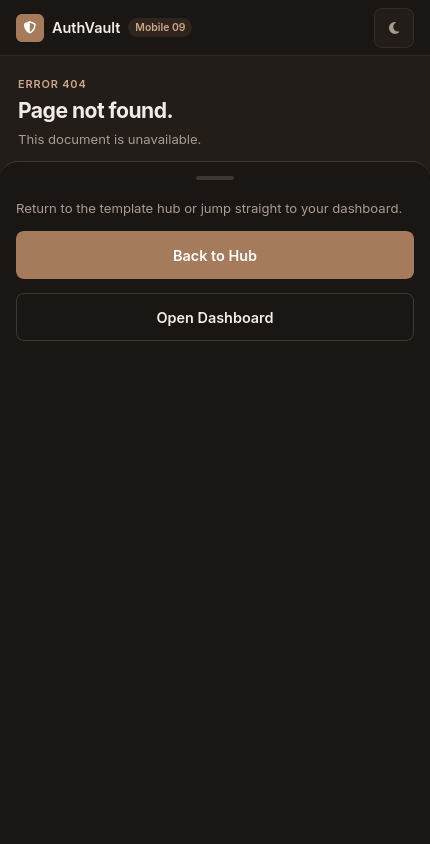 AuthVault Mobile 09
ERROR 404
Page not found.
This document is unavailable.
Return to the template hub or jump straight to your dashboard.
Back to Hub
Open Dashboard